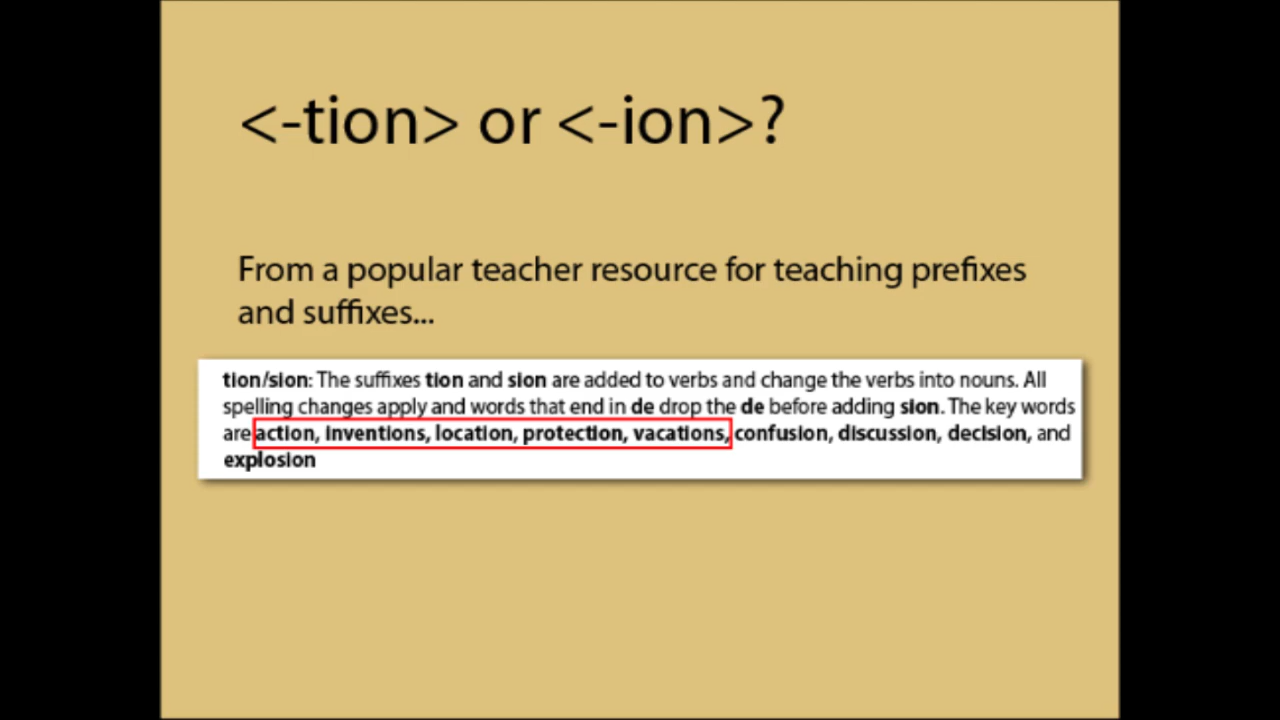 <-tion> or <-ion>?
From a popular teacher resource for teaching prefixes
and suffixes...
tion/sion: The suffixes tion and sion are added to verbs and change the verbs into nouns. All
spelling changes apply and words that end in de drop the de before adding sion. The key words
are action, inventions, location, protection, vacations, confusion, discussion, decision, and
explosion